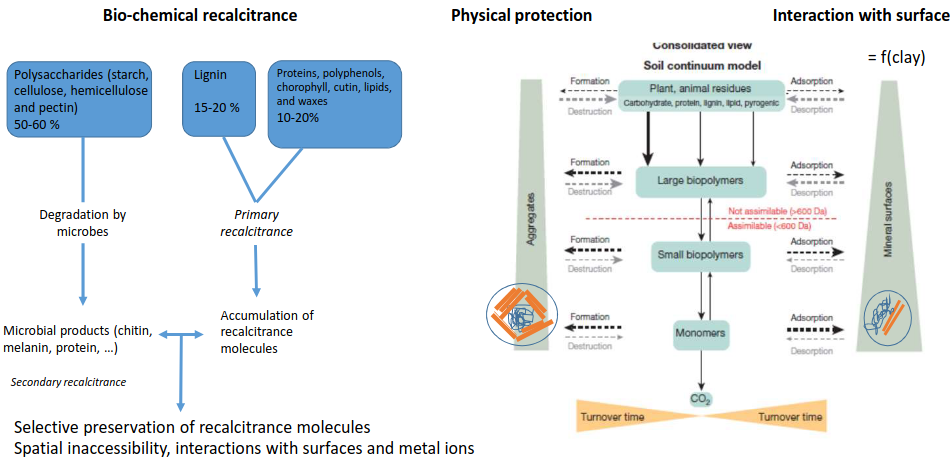 Bio-chemical recalcitrance
Physical protection
Interaction with surface
Polysaccharides (starch,
cellulose, hemicellulose
and pectin)
50-60 %
Lignin
15-20 %
Proteins, polyphenols,
chorophyll, cutin, lipids,
and waxes
10-20%
Degradation by
microbes
Primary
recalcitrance
Microbial products (chitin,
melanin, protein, …)
Accumulation of
recalcitrance
molecules
Secondary recalcitrance
Selective preservation of recalcitrance molecules
Spatial inaccessibility, interactions with surfaces and metal ions
Consolidated view
Soil continuum model
= f(clay)
Formation
Destruction
Plant, animal residues
Carbohydrate, protein, lignin, lipid, pyrogenic
Adsorption
Desorption
Formation
Destruction
Large biopolymers
Adsorption
Desorption
Not assimilable (>600 Da)
Assimilable (<600 Da)
Aggregates
Mineral surfaces
Formation
Destruction
Small biopolymers
Adsorption
Desorption
Formation
Destruction
Monomers
Adsorption
Desorption
CO₂
Turnover time
Turnover time